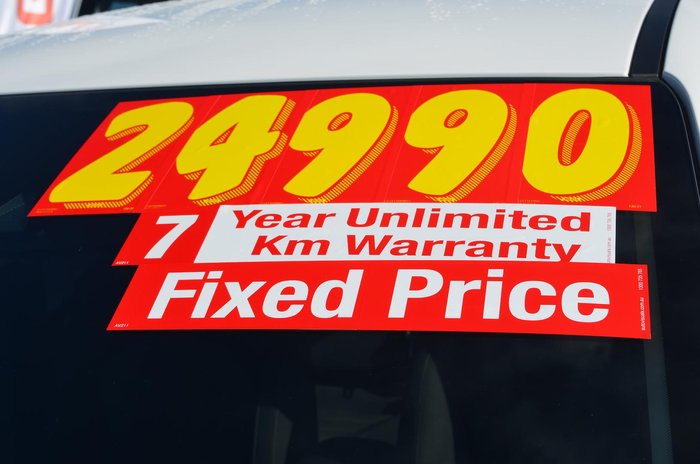 24990
7 Year Unlimited
Km Warranty
Fixed Price